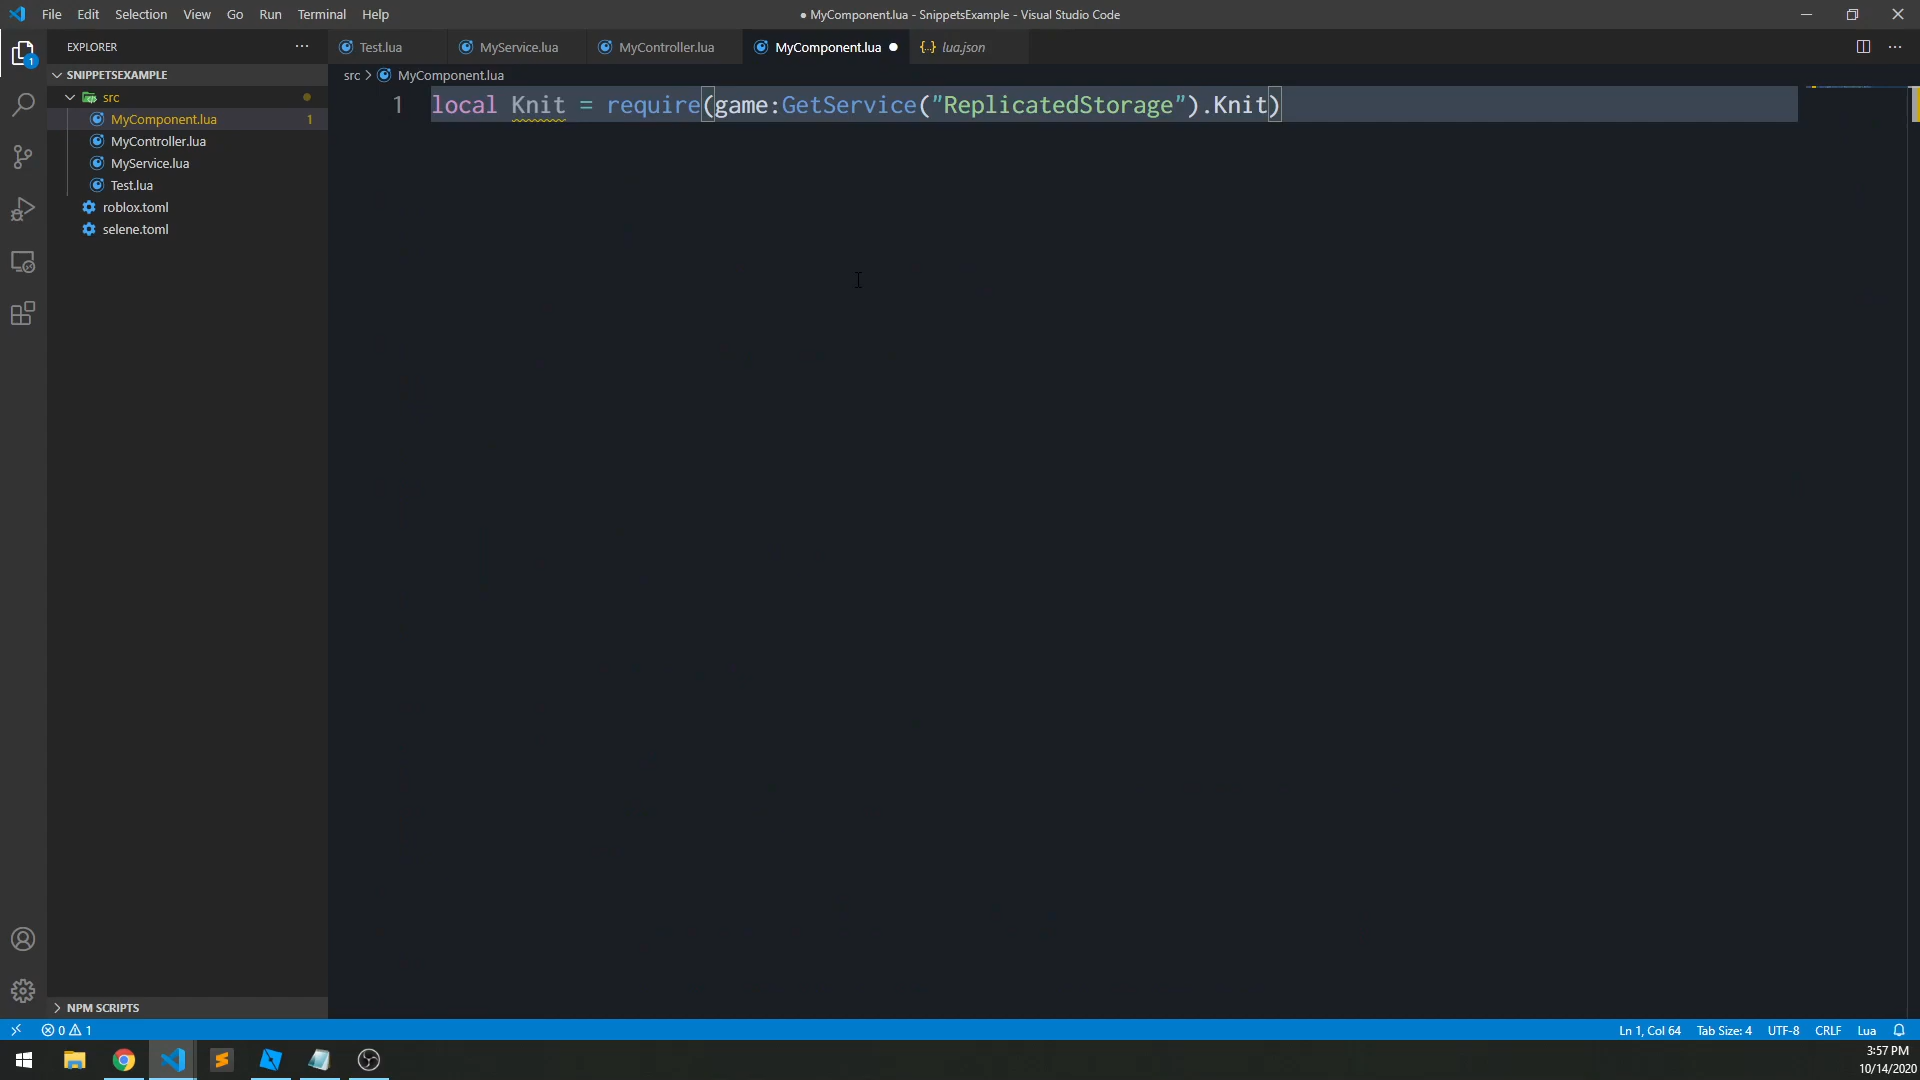 File Edit Selection View Go Run Terminal Help
● MyComponent.lua - SnippetsExample - Visual Studio Code
EXPLORER
Test.lua MyService.lua MyController.lua MyComponent.lua ● {..} lua.json
SNIPPETSEXAMPLE
src > MyComponent.lua
src
MyComponent.lua 1
MyController.lua
MyService.lua
Test.lua
roblox.toml
selene.toml
1 local Knit = require(game:GetService("ReplicatedStorage").Knit)
1
NPM SCRIPTS
0 1
Ln 1, Col 64 Tab Size: 4 UTF-8 CRLF Lua
3:57 PM
10/14/2020